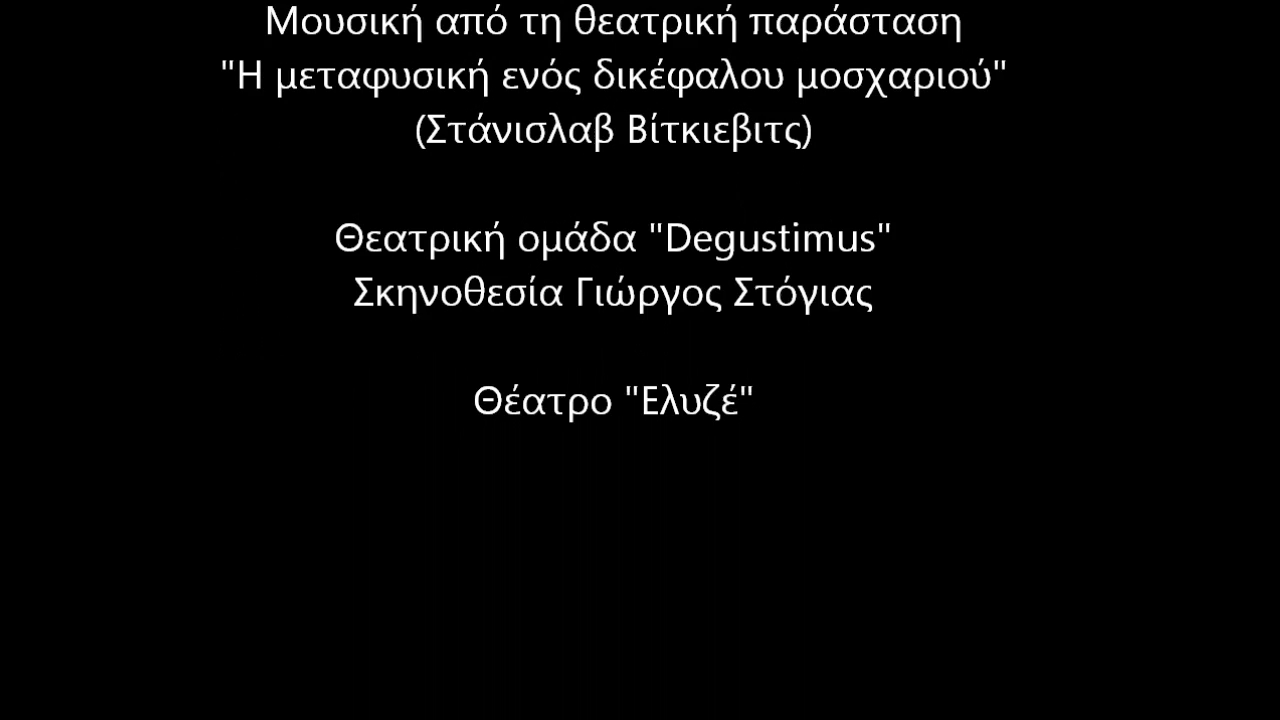 Μουσική από τη θεατρική παράσταση
"Η μεταφυσική ενός δικέφαλου μοσχαριού"
(Στάνισλαβ Βίτκιεβιτς)
Θεατρική ομάδα "Degustimus"
Σκηνοθεσία Γιώργος Στόγιας
Θέατρο "Ελυζέ"